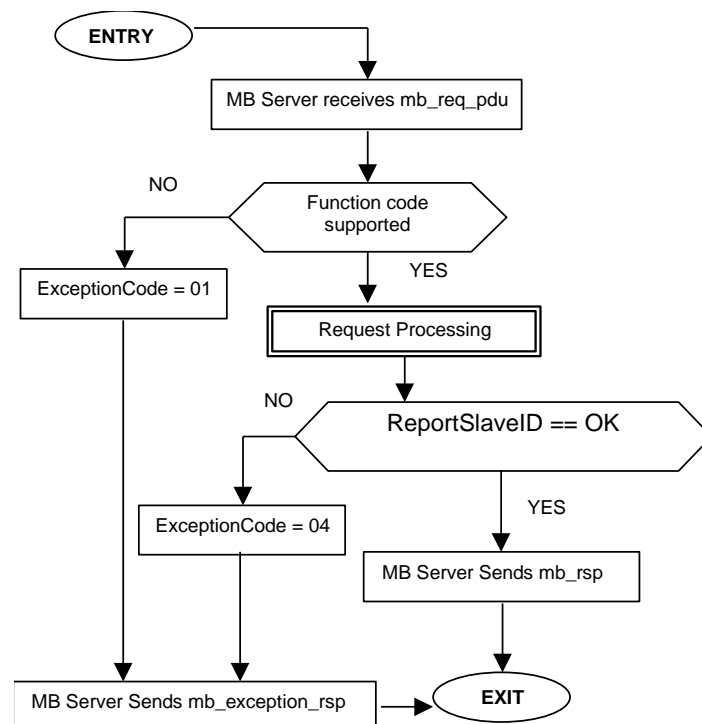 ENTRY
MB Server receives mb_req_pdu
NO
Function code
supported
YES
ExceptionCode = 01
Request Processing
NO
ReportSlaveID == OK
YES
ExceptionCode = 04
MB Server Sends mb_rsp
MB Server Sends mb_exception_rsp
EXIT